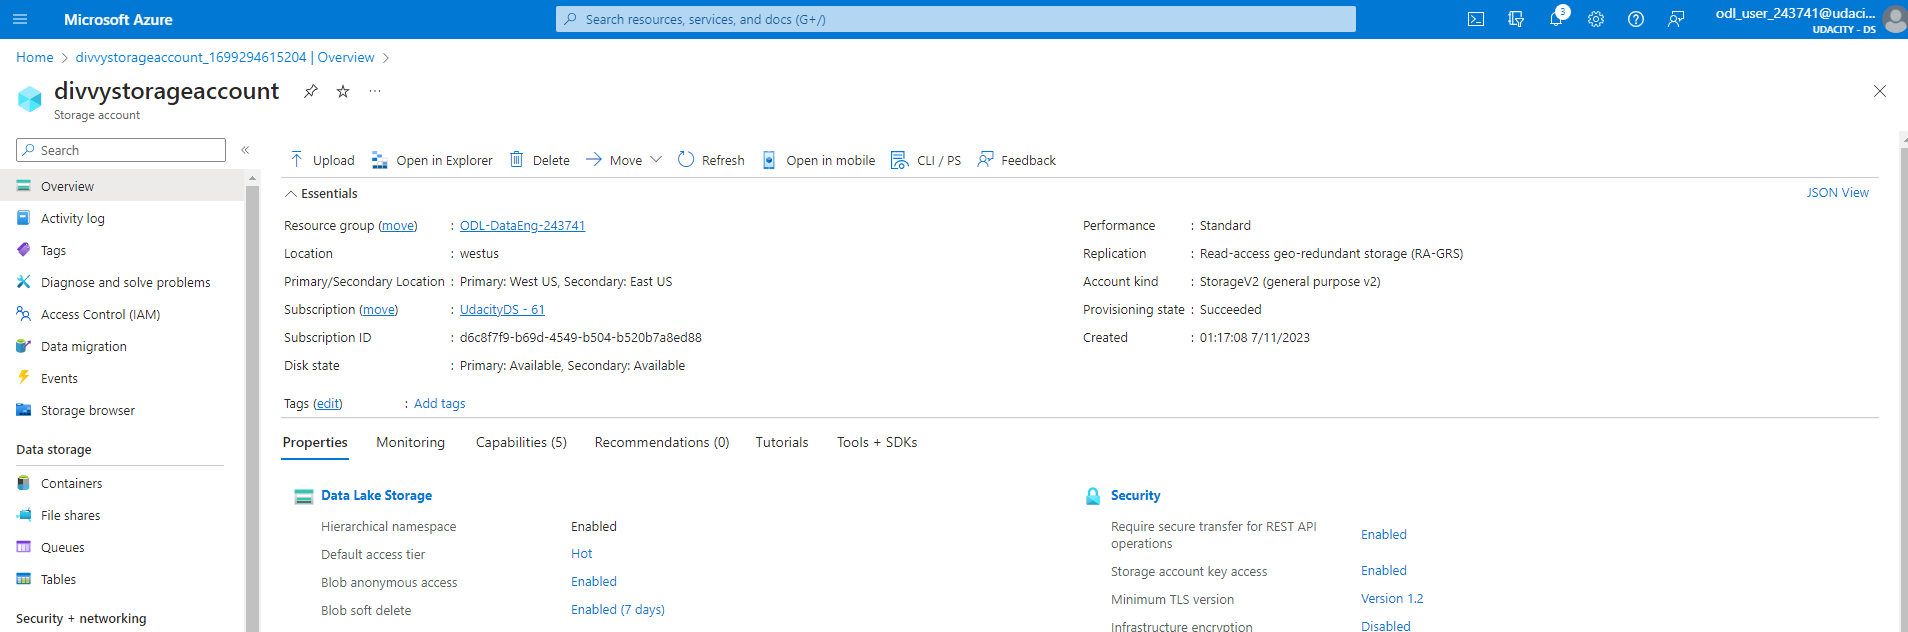 Microsoft Azure
Search resources, services, and docs (G+/)
3
odl_user_243741@udaci...
UDACITY - DS
Home > divvystorageaccount_1699294615204 | Overview >
divvystorageaccount
...
Storage account
Search
«
Overview
Activity log
Tags
Diagnose and solve problems
Access Control (IAM)
Data migration
Events
Storage browser
Data storage
Containers
File shares
Queues
Tables
Security + networking
Upload Open in Explorer Delete Move Refresh Open in mobile CLI / PS Feedback
Essentials
JSON View
Resource group (move) : ODL-DataEng-243741
Location : westus
Primary/Secondary Location : Primary: West US, Secondary: East US
Subscription (move) : UdacityDS - 61
Subscription ID : d6c8f7f9-b69d-4549-b504-b520b7a8ed88
Disk state : Primary: Available, Secondary: Available
Performance : Standard
Replication : Read-access geo-redundant storage (RA-GRS)
Account kind : StorageV2 (general purpose v2)
Provisioning state : Succeeded
Created : 01:17:08 7/11/2023
Tags (edit) : Add tags
Properties Monitoring Capabilities (5) Recommendations (0) Tutorials Tools + SDKs
Data Lake Storage
Hierarchical namespace Enabled
Default access tier Hot
Blob anonymous access Enabled
Blob soft delete Enabled (7 days)
Security
Require secure transfer for REST API
operations Enabled
Storage account key access Enabled
Minimum TLS version Version 1.2
Infrastructure encryption Disabled